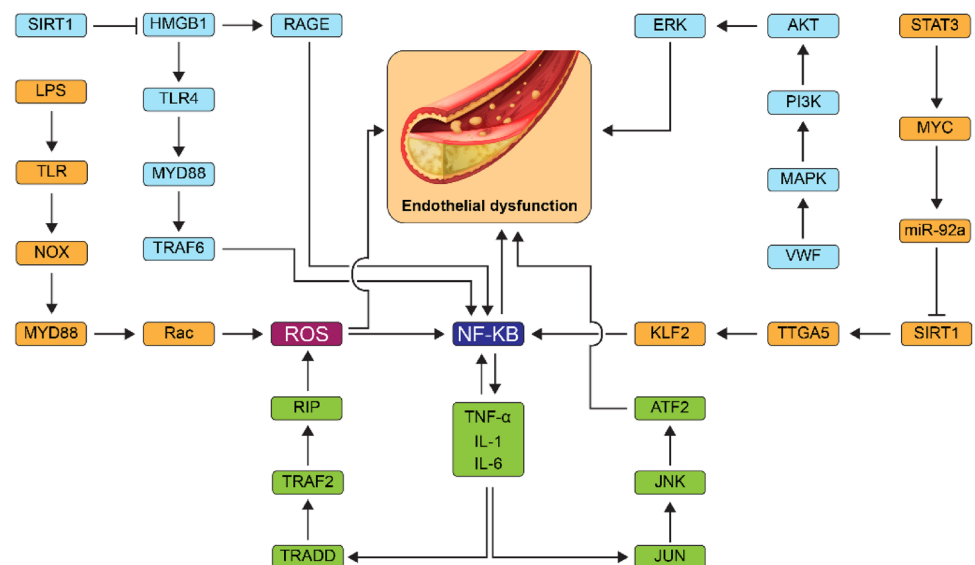 SIRT1
HMGB1
RAGE
ERK
AKT
STAT3
LPS
TLR4
PI3K
MYC
TLR
MYD88
MAPK
Endothelial dysfunction
miR-92a
NOX
TRAF6
VWF
MYD88
Rac
ROS
NF-KB
KLF2
TTGA5
SIRT1
RIP
TNF-α
IL-1
IL-6
ATF2
TRAF2
JNK
TRADD
JUN